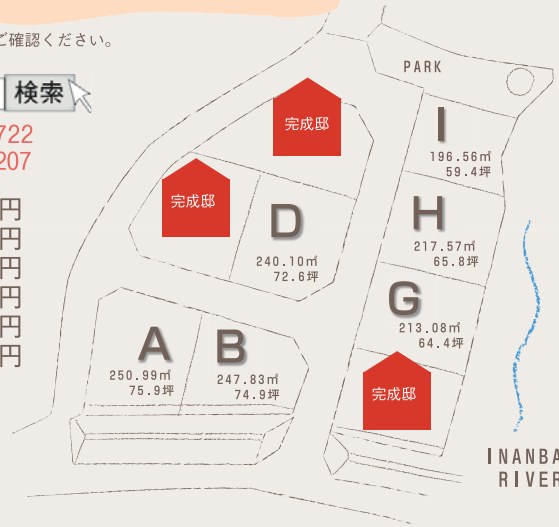 ご確認ください。
検索
722
207
円
円
円
円
円
円
PARK
完成邸
I
196.56㎡
59.4坪
完成邸
D
240.10㎡
72.6坪
H
217.57㎡
65.8坪
G
213.08㎡
64.4坪
A
250.99㎡
75.9坪
B
247.83㎡
74.9坪
完成邸
INANBA
RIVER